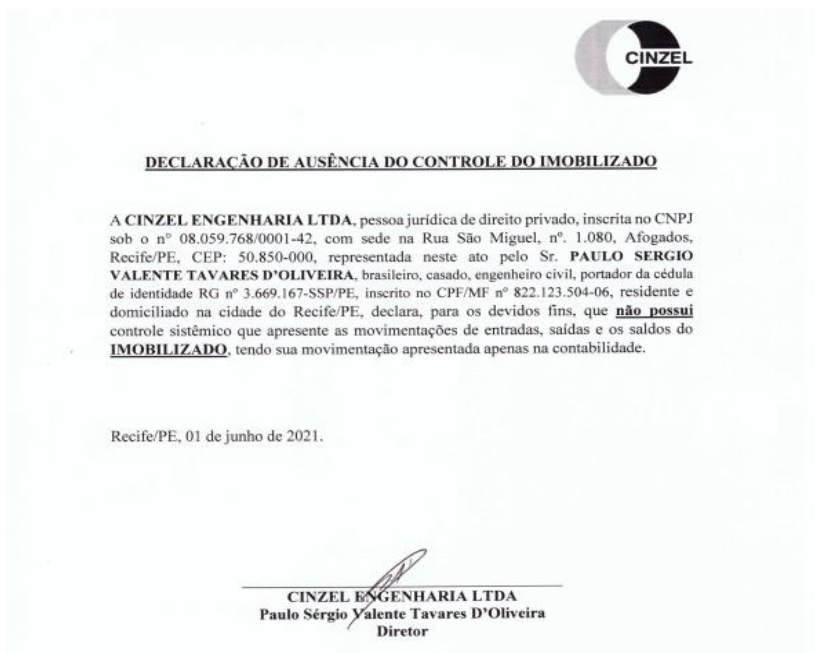 CINZEL
DECLARAÇÃO DE AUSÊNCIA DO CONTROLE DO IMOBILIZADO
A CINZEL ENGENHARIA LTDA, pessoa jurídica de direito privado, inscrita no CNPJ
sob o nº 08.059.768/0001-42, com sede na Rua São Miguel, nº. 1.080, Afogados,
Recife/PE, CEP: 50.850-000, representada neste ato pelo Sr. PAULO SERGIO
VALENTE TAVARES D’OLIVEIRA, brasileiro, casado, engenheiro civil, portador da cédula
de identidade RG nº 3.669.167-SSP/PE, inscrito no CPF/MF nº 822.123.504-06, residente e
domiciliado na cidade do Recife/PE, declara, para os devidos fins, que não possui
controle sistêmico que apresente as movimentações de entradas, saídas e os saldos do
IMOBILIZADO, tendo sua movimentação apresentada apenas na contabilidade.
Recife/PE, 01 de junho de 2021.
CINZEL ENGENHARIA LTDA
Paulo Sérgio Valente Tavares D’Oliveira
Diretor